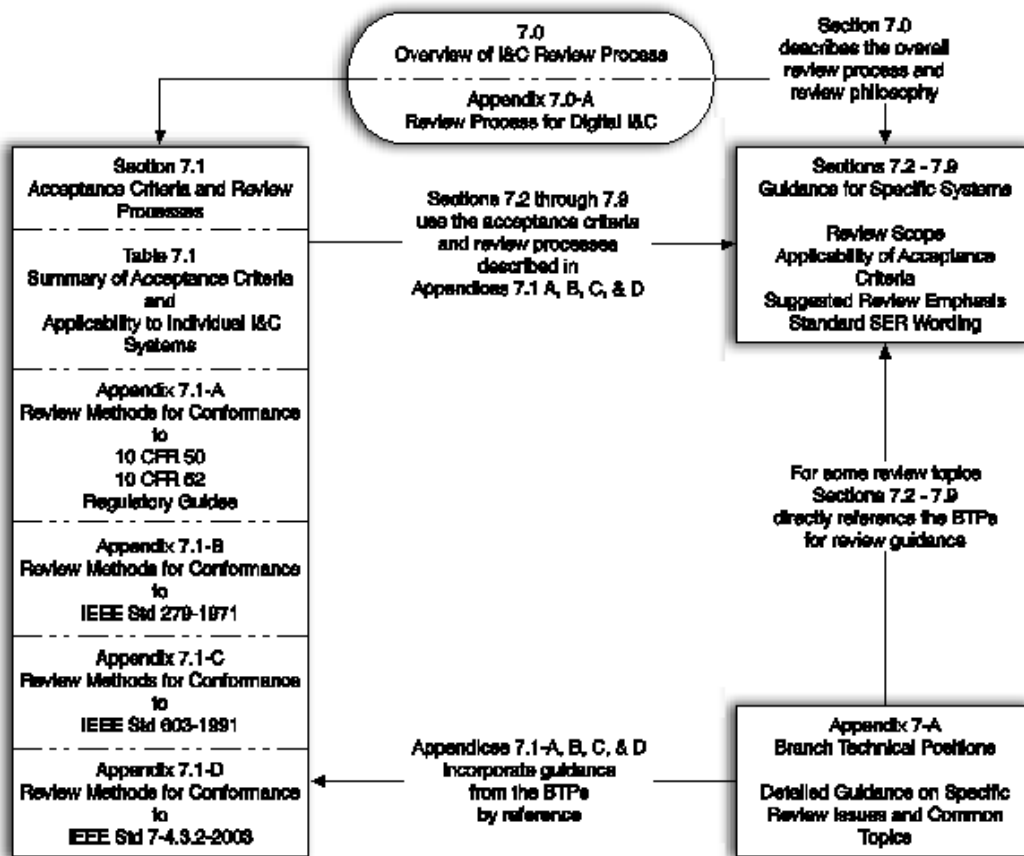 7.0
Overview of I&C Review Process
Appendix 7.0-A
Review Process for Digital I&C
Section 7.0
describes the overall
review process and
review philosophy
Section 7.1
Acceptance Criteria and Review
Processes
Table 7.1
Summary of Acceptance Criteria
and
Applicability to Individual I&C
Systems
Appendix 7.1-A
Review Methods for Conformance
to
10 CFR 50
10 CFR 52
Regulatory Guides
Appendix 7.1-B
Review Methods for Conformance
to
IEEE Std 279-1971
Appendix 7.1-C
Review Methods for Conformance
to
IEEE Std 603-1991
Appendix 7.1-D
Review Methods for Conformance
to
IEEE Std 7-4.3.2-2003
Sections 7.2 through 7.9
use the acceptance criteria
and review processes
described in
Appendices 7.1 A, B, C, & D
Sections 7.2 - 7.9
Guidance for Specific Systems
Review Scope
Applicability of Acceptance
Criteria
Suggested Review Emphasis
Standard SER Wording
For some review topics
Sections 7.2 - 7.9
directly reference the BTPs
for review guidance
Appendices 7.1-A, B, C, & D
incorporate guidance
from the BTPs
by reference
Appendix 7-A
Branch Technical Positions
Detailed Guidance on Specific
Review Issues and Common
Topics